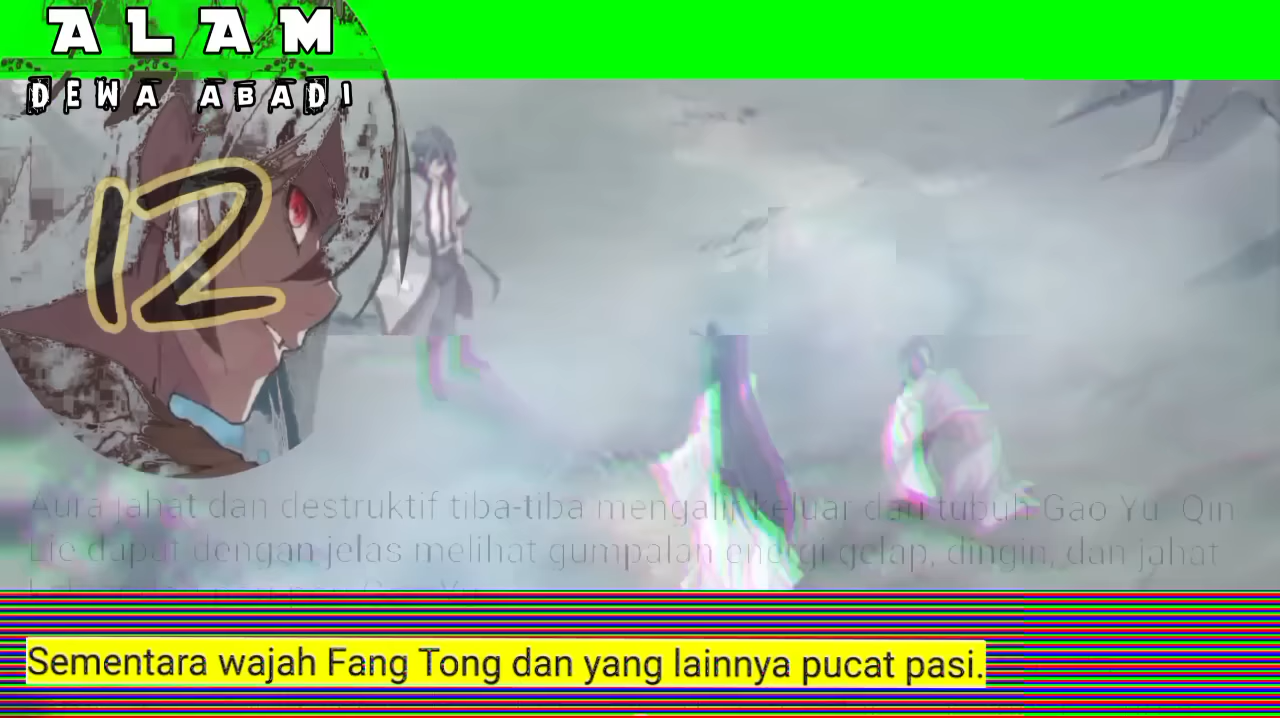 ALAM
DEWA ABADI
12
Aura jahat dan destruktif tiba-tiba mengalir keluar dari tubuh Gao Yu. Qin
Lie dapat dengan jelas melihat gumpalan energi gelap, dingin, dan jahat
Sementara wajah Fang Tong dan yang lainnya pucat pasi.